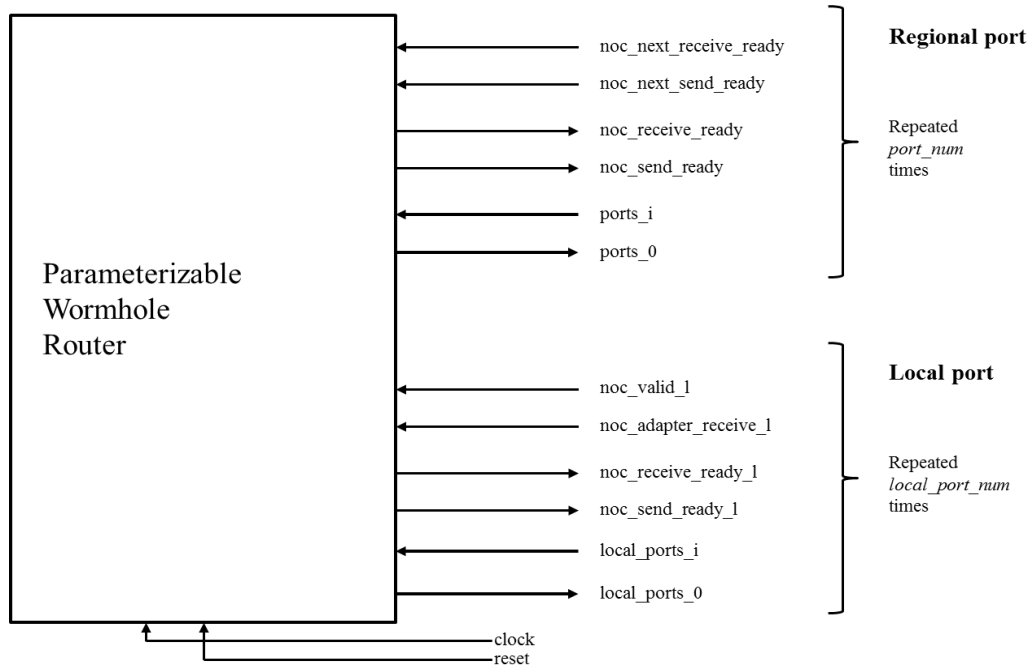 Parameterizable
Wormhole
Router
noc_next_receive_ready
noc_next_send_ready
noc_receive_ready
noc_send_ready
ports_i
ports_0
Regional port
Repeated
port_num
times
noc_valid_l
noc_adapter_receive_l
noc_receive_ready_l
noc_send_ready_l
local_ports_i
local_ports_0
Local port
Repeated
local_port_num
times
clock
reset